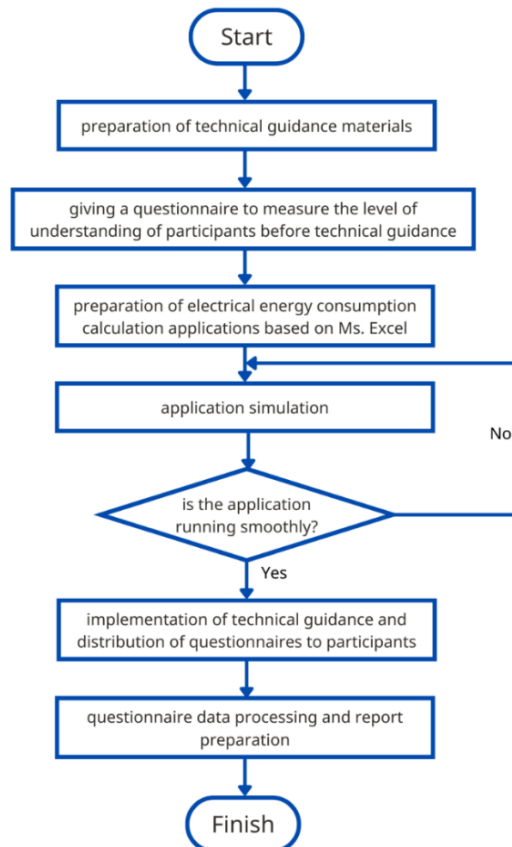 Start
preparation of technical guidance materials
giving a questionnaire to measure the level of
understanding of participants before technical guidance
preparation of electrical energy consumption
calculation applications based on Ms. Excel
application simulation
No
is the application
running smoothly?
Yes
implementation of technical guidance and
distribution of questionnaires to participants
questionnaire data processing and report
preparation
Finish